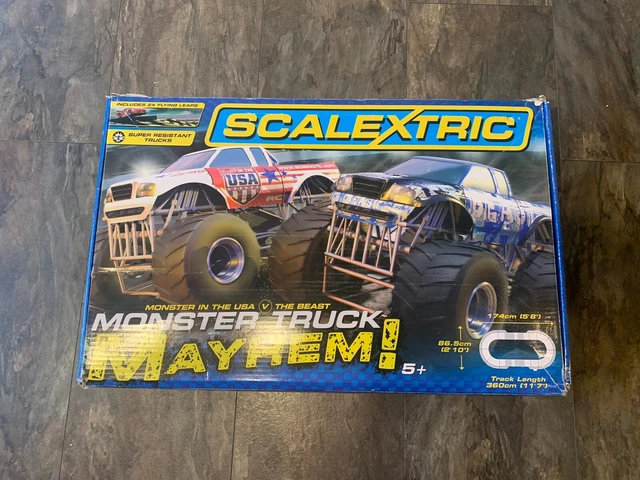 INCLUDES 2X FLYING LEAPS
SUPER RESISTANT
TRUCKS
SCALEXTRIC
USA
MONSTER IN THE USA V THE BEAST
MONSTER TRUCK
MAYHEM!
5+
174cm (5'8")
86.5cm
(2'10")
Track Length
360cm (11'7")